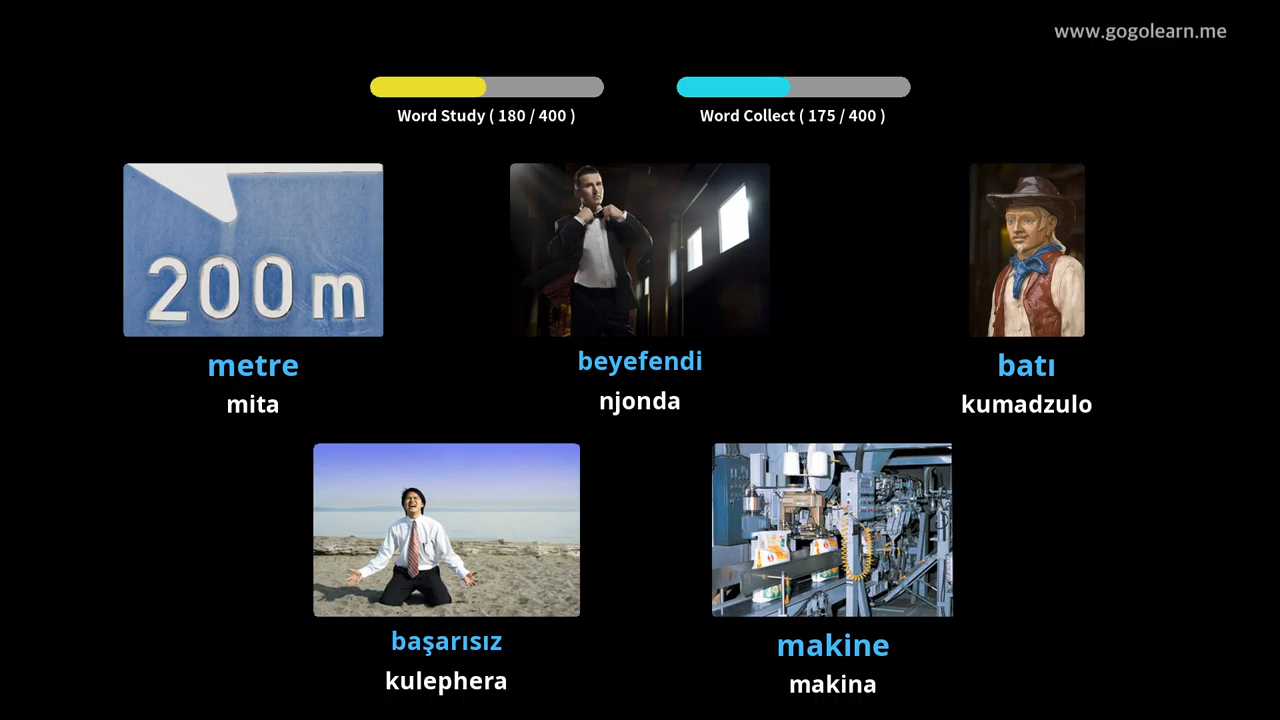 www.gogolearn.me
Word Study ( 180 / 400 )
Word Collect ( 175 / 400 )
200 m
metre
mita
beyefendi
njonda
batı
kumadzulo
başarısız
kulephera
makine
makina